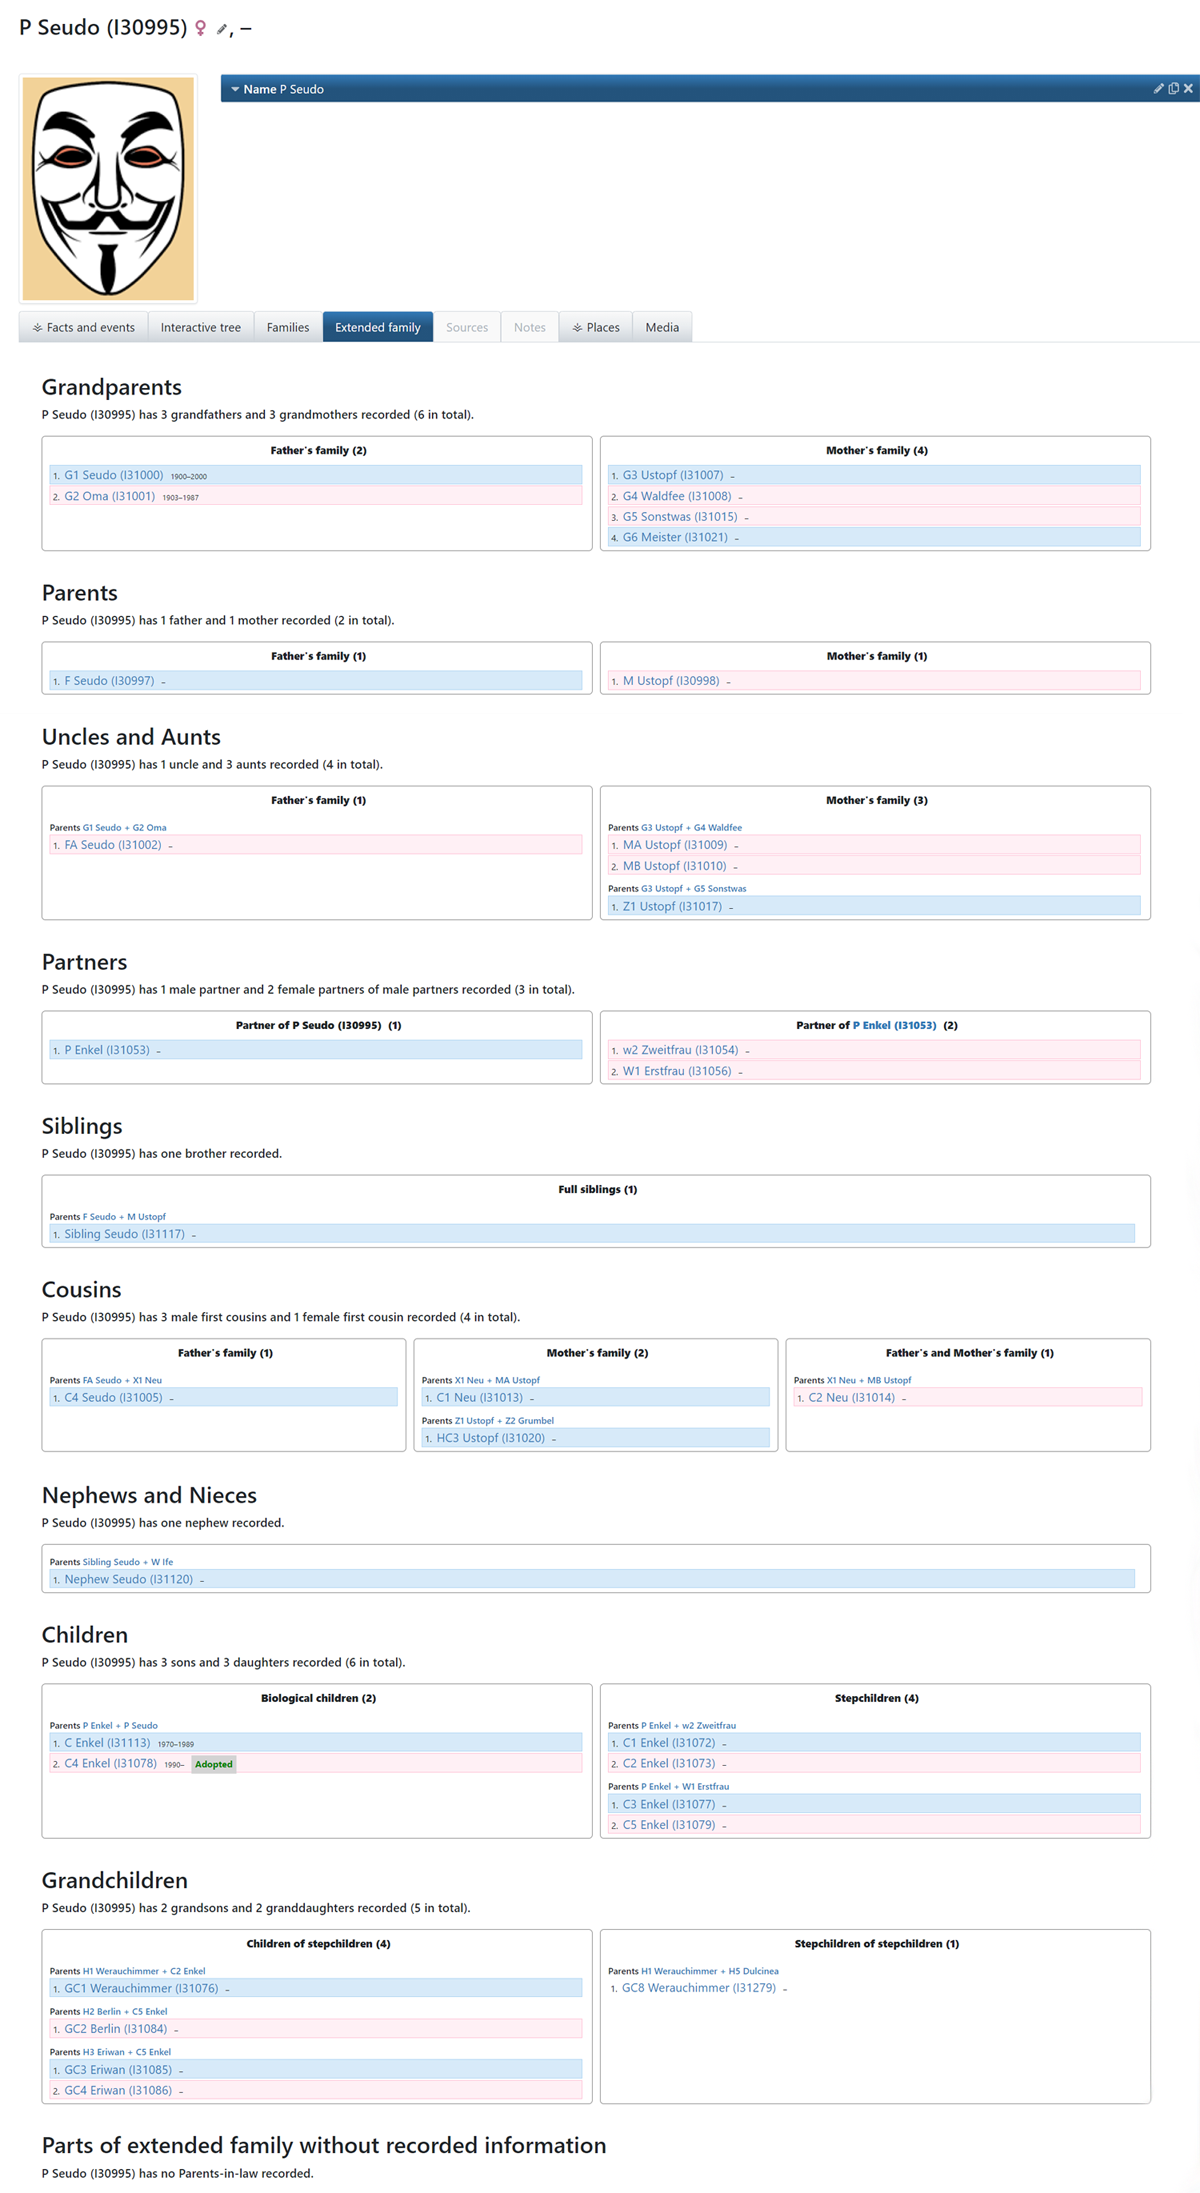 P Seudo (I30995) ♀ , –
Name P Seudo
Facts and events Interactive tree Families Extended family Sources Notes Places Media
Grandparents
P Seudo (I30995) has 3 grandfathers and 3 grandmothers recorded (6 in total).
Father's family (2)
1. G1 Seudo (I31000) 1900–2000
2. G2 Oma (I31001) 1903–1987
Mother's family (4)
1. G3 Ustopf (I31007) –
2. G4 Waldfee (I31008) –
3. G5 Sonstwas (I31015) –
4. G6 Meister (I31021) –
Parents
P Seudo (I30995) has 1 father and 1 mother recorded (2 in total).
Father's family (1)
1. F Seudo (I30997) –
Mother's family (1)
1. M Ustopf (I30998) –
Uncles and Aunts
P Seudo (I30995) has 1 uncle and 3 aunts recorded (4 in total).
Father's family (1)
Parents G1 Seudo + G2 Oma
1. FA Seudo (I31002) –
Mother's family (3)
Parents G3 Ustopf + G4 Waldfee
1. MA Ustopf (I31009) –
2. MB Ustopf (I31010) –
Parents G3 Ustopf + G5 Sonstwas
1. Z1 Ustopf (I31017) –
Partners
P Seudo (I30995) has 1 male partner and 2 female partners of male partners recorded (3 in total).
Partner of P Seudo (I30995) (1)
1. P Enkel (I31053) –
Partner of P Enkel (I31053) (2)
1. w2 Zweitfrau (I31054) –
2. W1 Erstfrau (I31056) –
Siblings
P Seudo (I30995) has one brother recorded.
Full siblings (1)
Parents F Seudo + M Ustopf
1. Sibling Seudo (I31117) –
Cousins
P Seudo (I30995) has 3 male first cousins and 1 female first cousin recorded (4 in total).
Father's family (1)
Parents FA Seudo + X1 Neu
1. C4 Seudo (I31005) –
Mother's family (2)
Parents X1 Neu + MA Ustopf
1. C1 Neu (I31013) –
Parents Z1 Ustopf + Z2 Grumbel
1. HC3 Ustopf (I31020) –
Father's and Mother's family (1)
Parents X1 Neu + MB Ustopf
1. C2 Neu (I31014) –
Nephews and Nieces
P Seudo (I30995) has one nephew recorded.
Parents Sibling Seudo + W Ife
1. Nephew Seudo (I31120) –
Children
P Seudo (I30995) has 3 sons and 3 daughters recorded (6 in total).
Biological children (2)
Parents P Enkel + P Seudo
1. C Enkel (I31113) 1970–1989
2. C4 Enkel (I31078) 1990– Adopted
Stepchildren (4)
Parents P Enkel + w2 Zweitfrau
1. C1 Enkel (I31072) –
2. C2 Enkel (I31073) –
Parents P Enkel + W1 Erstfrau
1. C3 Enkel (I31077) –
2. C5 Enkel (I31079) –
Grandchildren
P Seudo (I30995) has 2 grandsons and 2 granddaughters recorded (5 in total).
Children of stepchildren (4)
Parents H1 Werauchimmer + C2 Enkel
1. GC1 Werauchimmer (I31076) –
Parents H2 Berlin + C5 Enkel
1. GC2 Berlin (I31084) –
Parents H3 Eriwan + C5 Enkel
1. GC3 Eriwan (I31085) –
2. GC4 Eriwan (I31086) –
Stepchildren of stepchildren (1)
Parents H1 Werauchimmer + H5 Dulcinea
1. GC8 Werauchimmer (I31279) –
Parts of extended family without recorded information
P Seudo (I30995) has no Parents-in-law recorded.